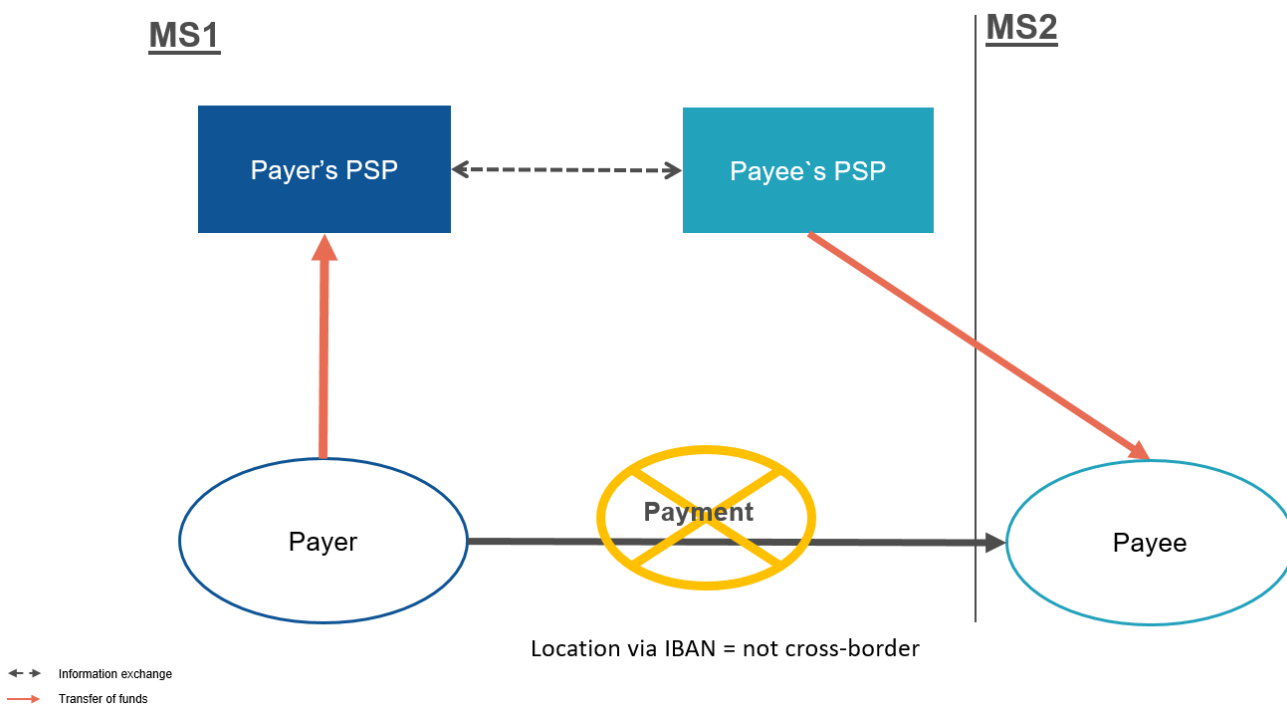 MS1
MS2
Payer’s PSP
Payee`s PSP
Payment
Payer
Payee
Location via IBAN = not cross-border
Information exchange
Transfer of funds